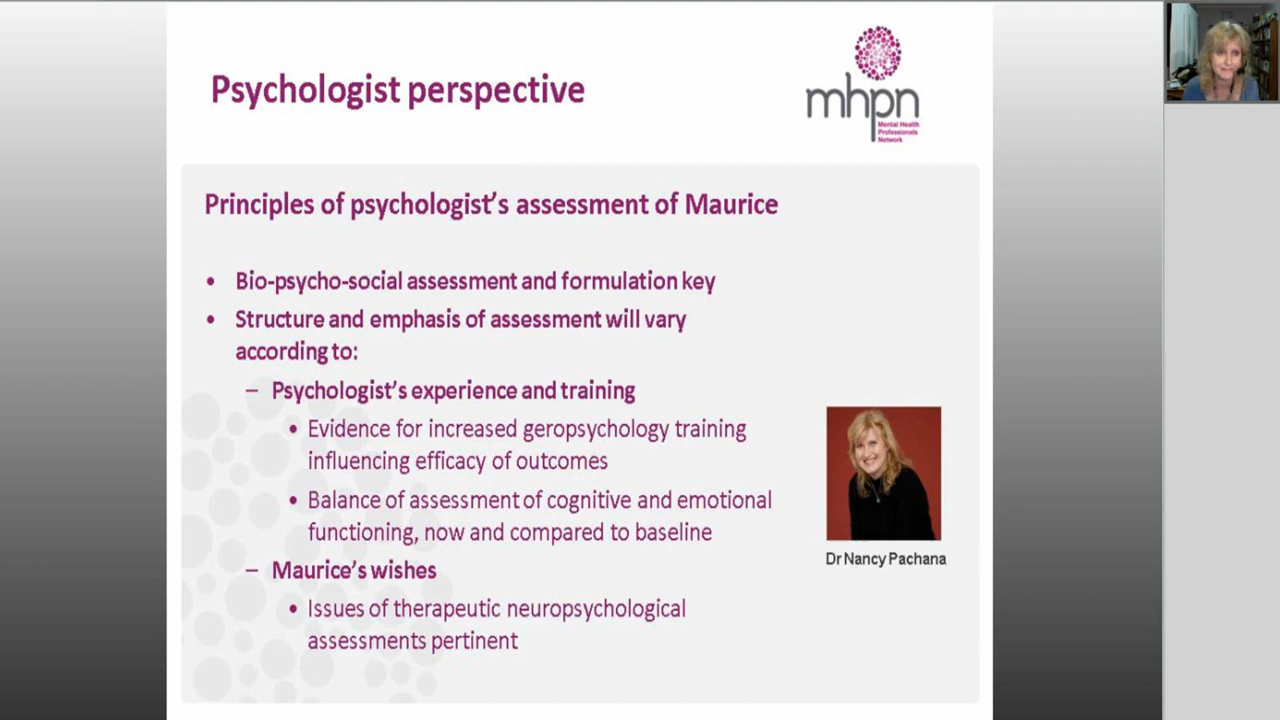 Psychologist perspective
mhpn
Mental Health
Professionals
Network
Principles of psychologist's assessment of Maurice
• Bio-psycho-social assessment and formulation key
• Structure and emphasis of assessment will vary
according to:
– Psychologist's experience and training
• Evidence for increased geropsychology training
influencing efficacy of outcomes
• Balance of assessment of cognitive and emotional
functioning, now and compared to baseline
– Maurice's wishes
• Issues of therapeutic neuropsychological
assessments pertinent
Dr Nancy Pachana